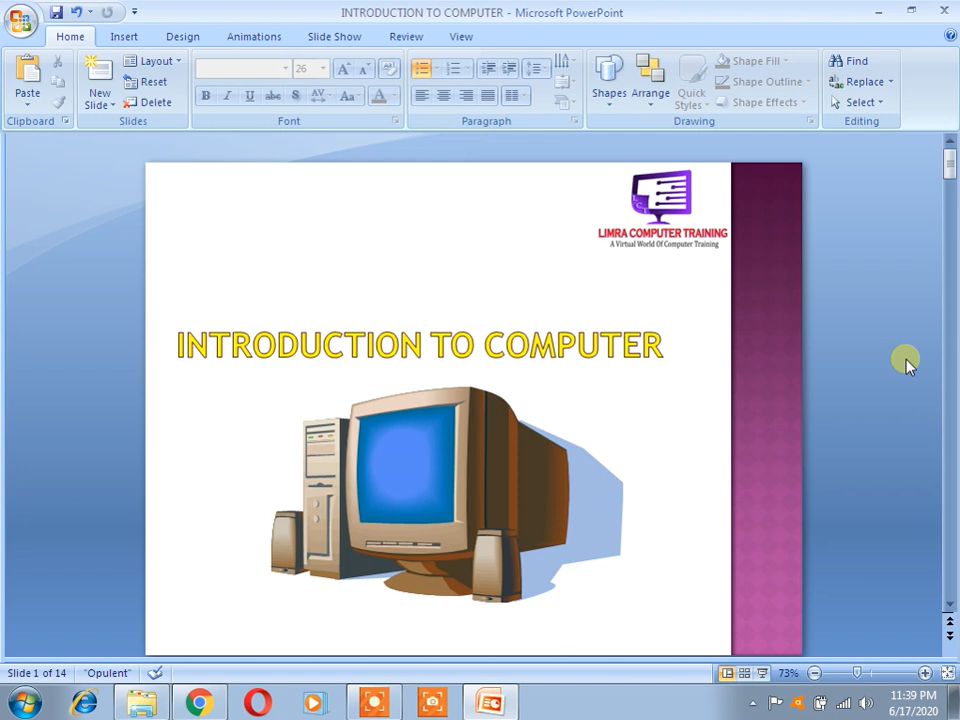 INTRODUCTION TO COMPUTER - Microsoft PowerPoint
Home Insert Design Animations Slide Show Review View
Paste
Clipboard
New Slide
Layout
Reset
Delete
Slides
26
B I U abc S AV Aa A
Font
Paragraph
Shapes
Arrange
Quick Styles
Shape Fill
Shape Outline
Shape Effects
Drawing
Find
Replace
Select
Editing
LIMRA COMPUTER TRAINING
A Virtual World Of Computer Training
INTRODUCTION TO COMPUTER
Slide 1 of 14 "Opulent" 73%
11:39 PM
6/17/2020